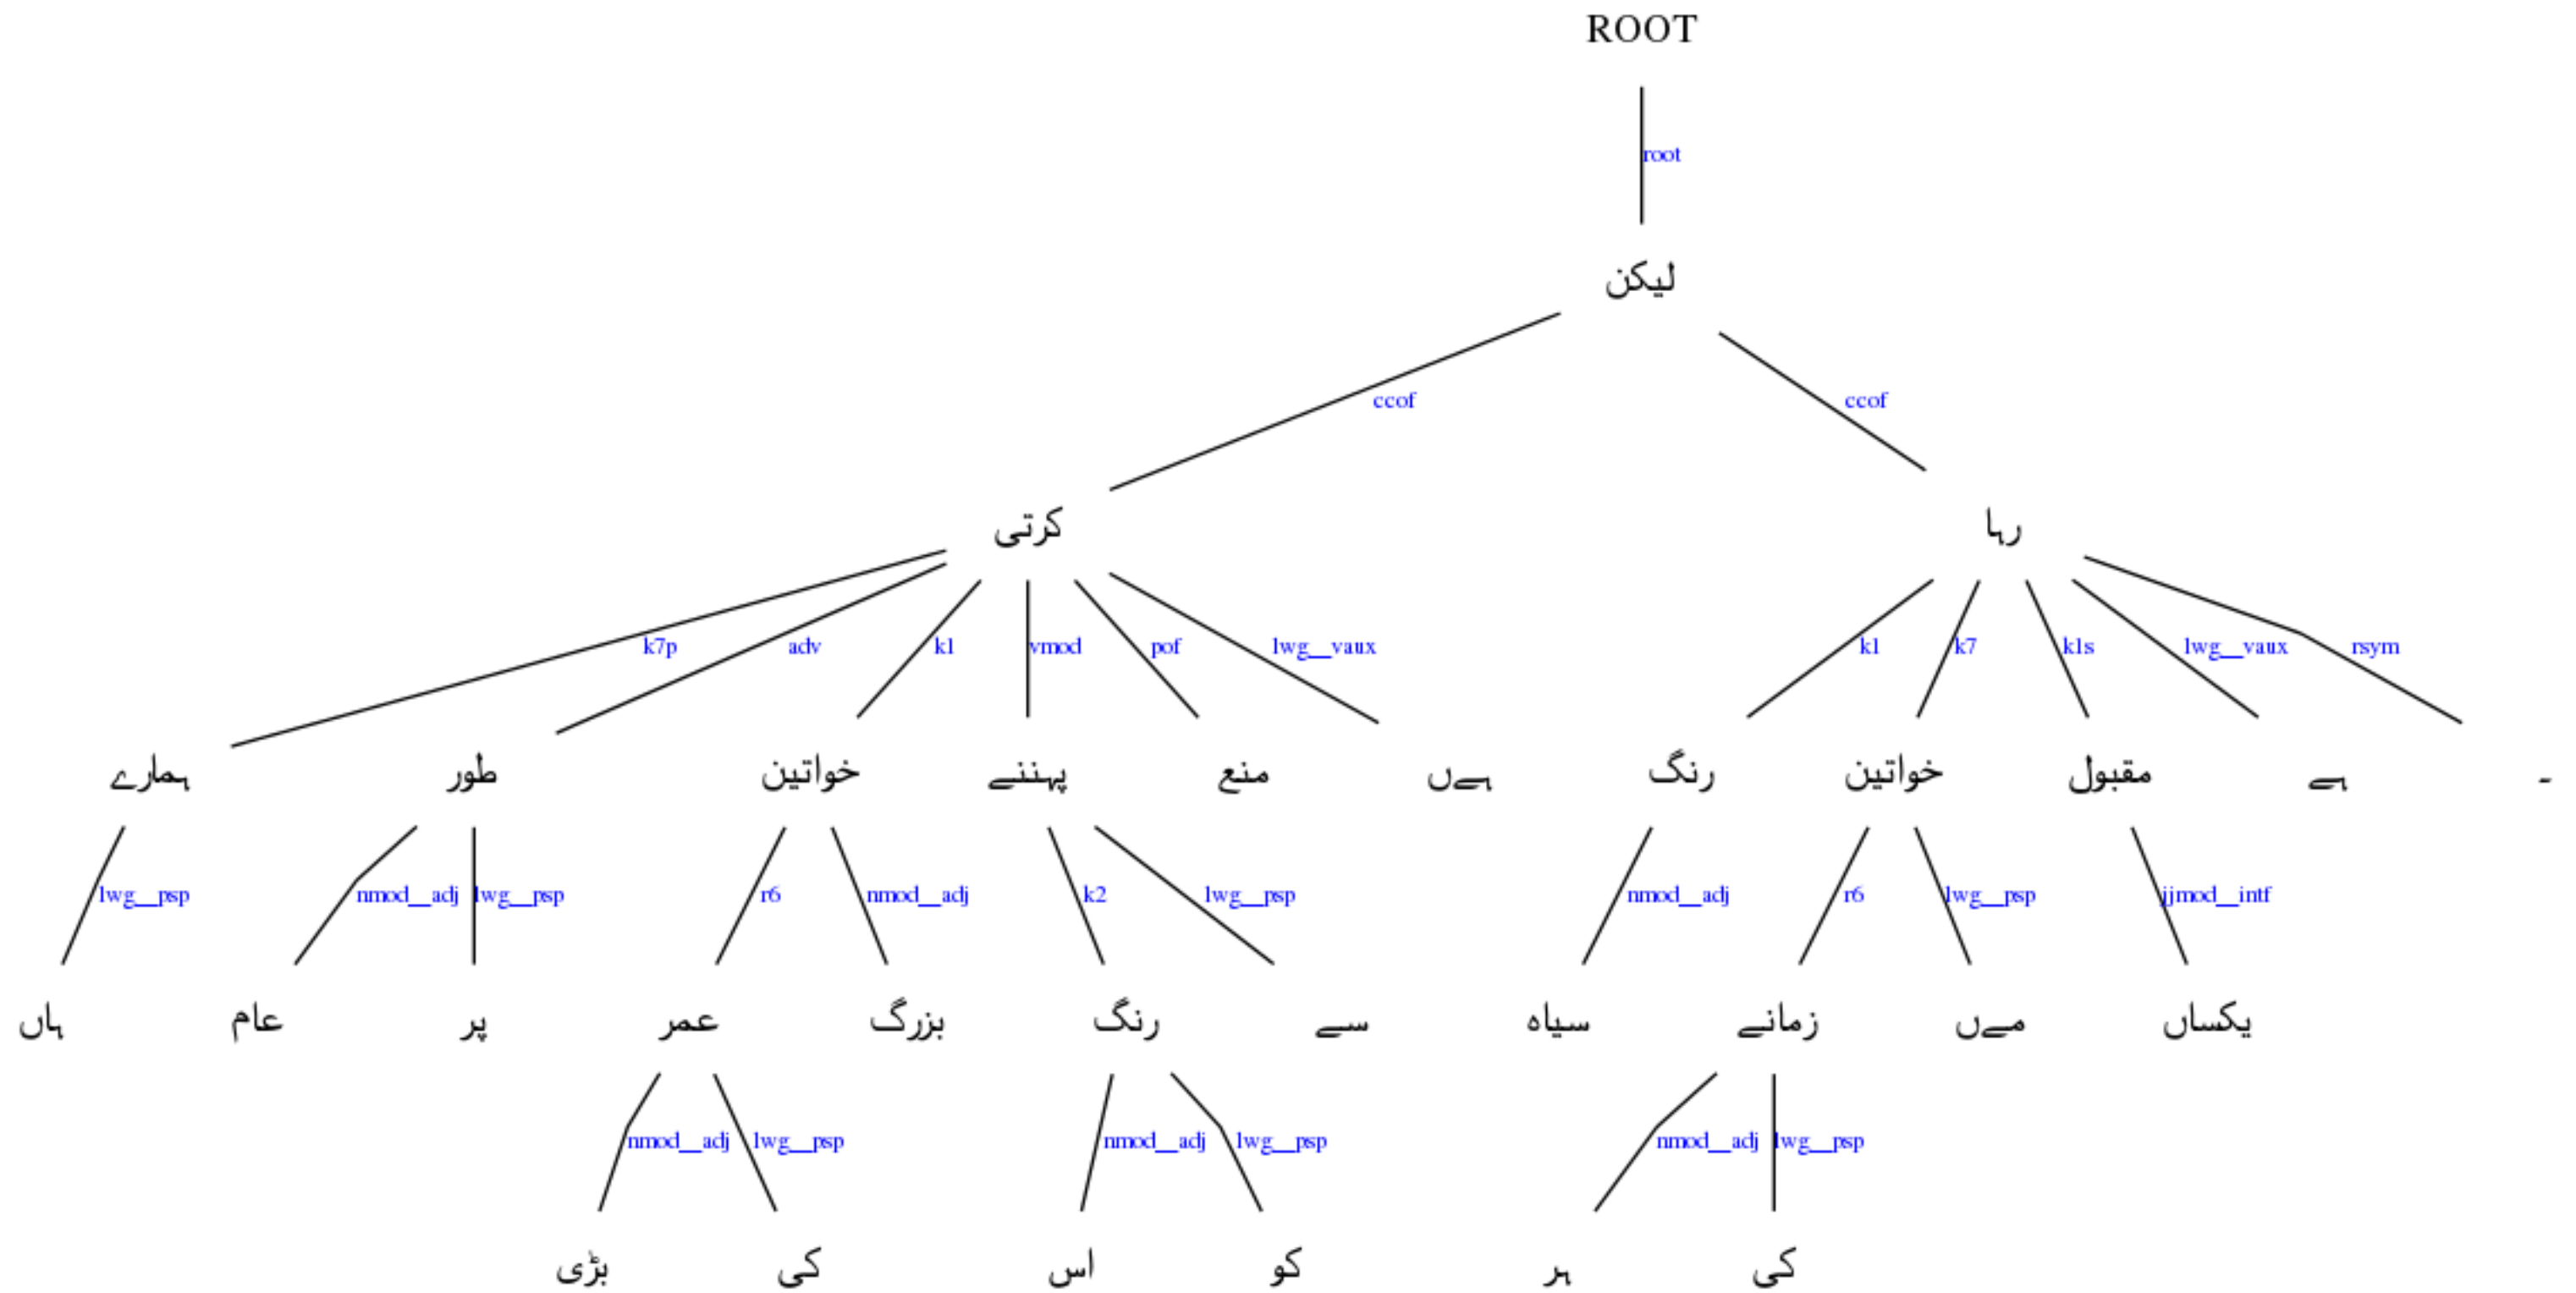 ROOT
root
لیکن
ccof ccof
کرتی رہا
k7p adv k1 vmod pof lwg__vaux k1 k7 k1s lwg__vaux rsym
ہمارے طور خواتین پہننے منع ہےں رنگ خواتین مقبول ہے ۔
lwg__psp nmod__adj lwg__psp r6 nmod__adj k2 lwg__psp nmod__adj r6 lwg__psp jjmod__intf
ہاں عام پر عمر بزرگ رنگ سے سیاہ زمانے مےں یکساں
nmod__adj lwg__psp nmod__adj lwg__psp nmod__adj lwg__psp
بڑی کی اس کو ہر کی